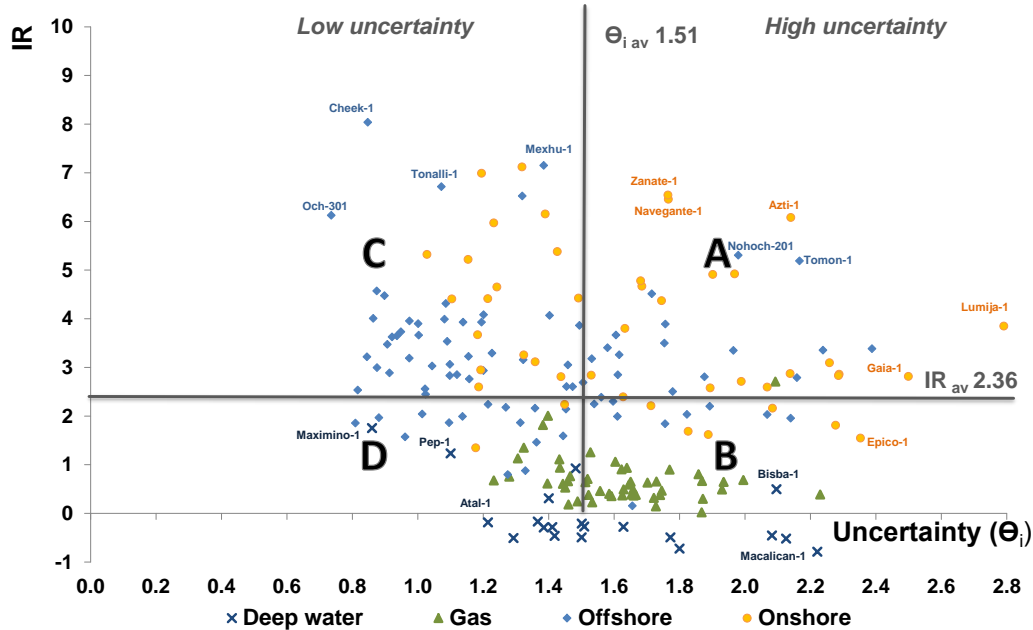 IR
Low uncertainty
High uncertainty
Ө i av 1.51
10
9
8
7
6
5
4
3
2
1
0
-1
Cheek-1
Mexhu-1
Tonalli-1
Och-301
Zanate-1
Navegante-1
Azti-1
C
A
Nohoch-201
Tomon-1
Lumija-1
Gaia-1
IR av 2.36
Maximino-1
D
Pep-1
B
Epico-1
Bisba-1
Atal-1
Uncertainty (Ө i)
Macalican-1
0.0 0.2 0.4 0.6 0.8 1.0 1.2 1.4 1.6 1.8 2.0 2.2 2.4 2.6 2.8
Deep water Gas Offshore Onshore